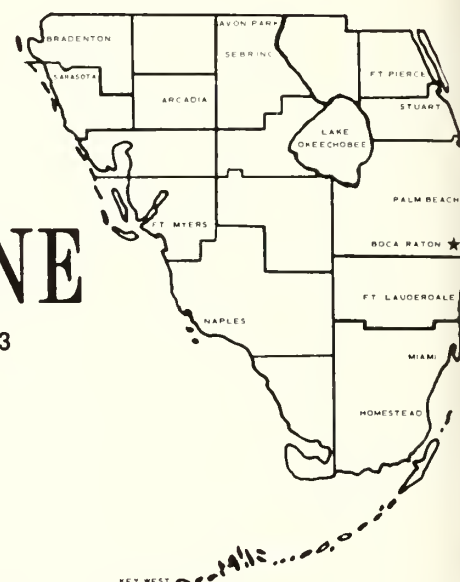 AVON PARK
BRADENTON
SEBRING
SARASOTA
FT PIERCE
ARCADIA
STUART
LAKE
OKEECHOBEE
PALM BEACH
FT MYERS
BOCA RATON ★
NE
FT LAUDERDALE
NAPLES
3
MIAMI
HOMESTEAD
KEY WEST